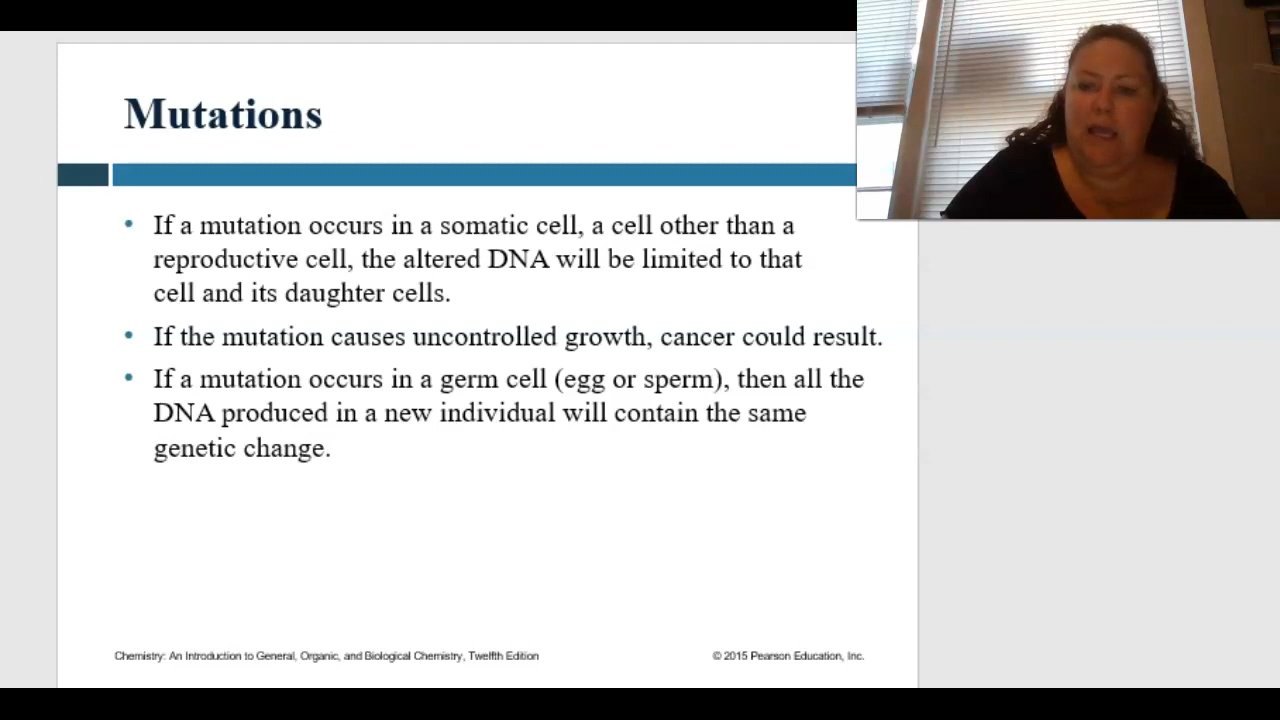 Mutations
• If a mutation occurs in a somatic cell, a cell other than a
reproductive cell, the altered DNA will be limited to that
cell and its daughter cells.
• If the mutation causes uncontrolled growth, cancer could result.
• If a mutation occurs in a germ cell (egg or sperm), then all the
DNA produced in a new individual will contain the same
genetic change.
Chemistry: An Introduction to General, Organic, and Biological Chemistry, Twelfth Edition
© 2015 Pearson Education, Inc.